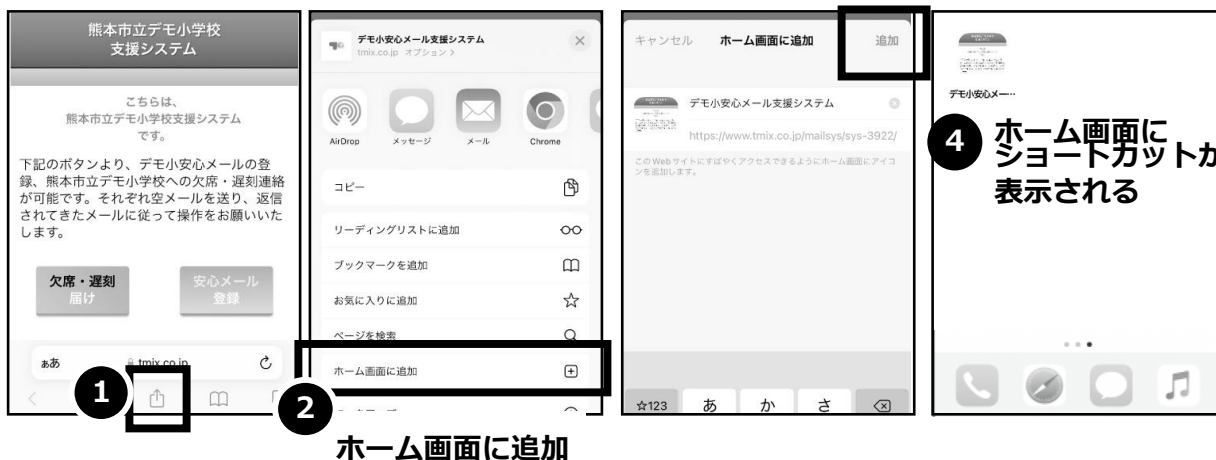 熊本市立デモ小学校
支援システム
こちらは、
熊本市立デモ小学校支援システム
です。
下記のボタンより、デモ小安心メールの登
録、熊本市立デモ小学校への欠席・遅刻連絡
が可能です。それぞれ空メールを送り、返信
されてきたメールに従って操作をお願いいた
します。
欠席・遅刻
届け
安心メール
登録
ぁあ
tmix.co.jp
1
デモ小安心メール支援システム
tmix.co.jp オプション >
AirDrop
メッセージ
メール
Chrome
コピー
リーディングリストに追加
ブックマークを追加
お気に入りに追加
ページを検索
ホーム画面に追加
2
ホーム画面に追加
キャンセル
ホーム画面に追加
追加
デモ小安心メール支援システム
https://www.tmix.co.jp/mailsys/sys-3922/
このWebサイトにすばやくアクセスできるようにホーム画面にアイコ
ンを追加します。
☆123
あ
か
さ
デモ小安心メー…
4
ホーム画面に
ショートカットが
表示される